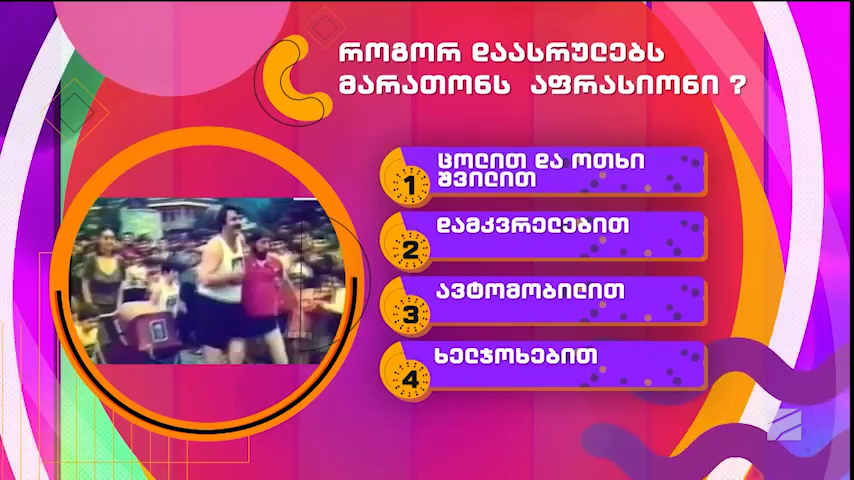 როგორ დაასრულებს
მარათონს აფრასიონი ?
1
ცოლით და ოთხი
შვილით
2
დამკვრელებით
3
ავტომობილით
4
ხელჯოხებით